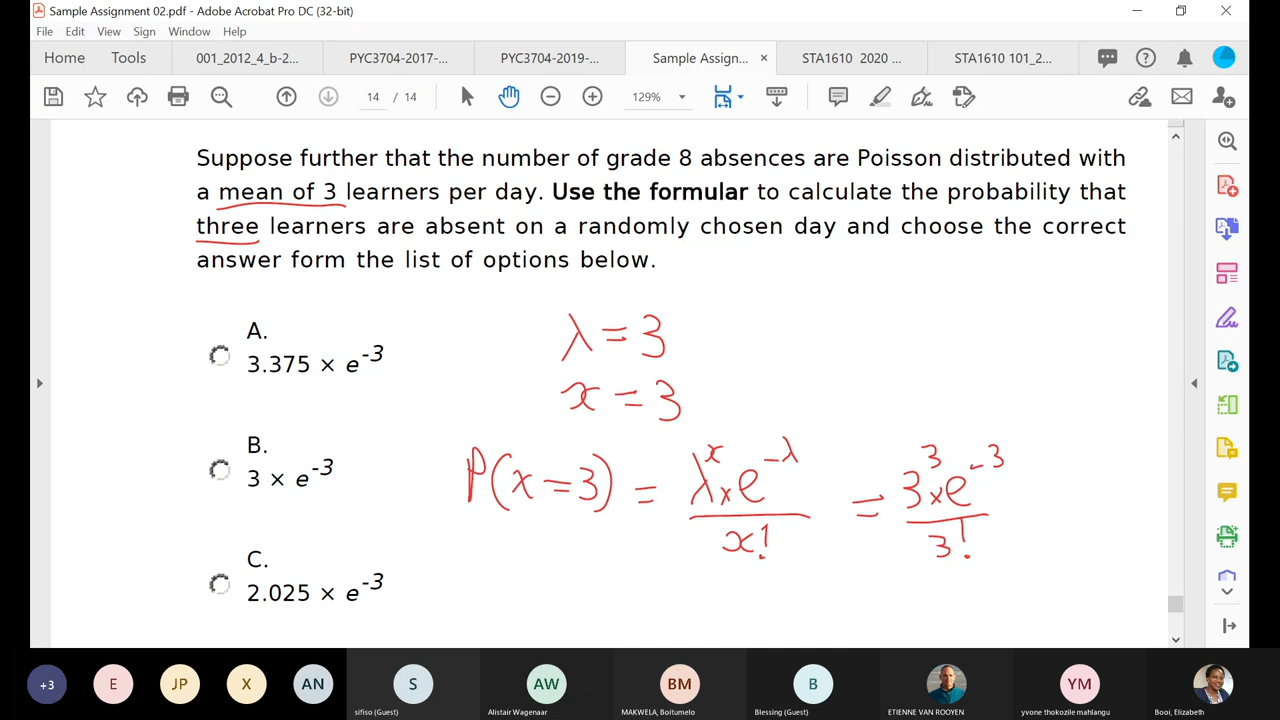 Sample Assignment 02.pdf - Adobe Acrobat Pro DC (32-bit)
File Edit View Sign Window Help
Home Tools 001_2012_4_b-2... PYC3704-2017-... PYC3704-2019-... Sample Assign... × STA1610 2020 ... STA1610 101_2...
14 / 14 129%
Suppose further that the number of grade 8 absences are Poisson distributed with
a mean of 3 learners per day. Use the formular to calculate the probability that
three learners are absent on a randomly chosen day and choose the correct
answer form the list of options below.
A.
3.375 × e^-3
B.
3 × e^-3
C.
2.025 × e^-3
λ = 3
x = 3
P(x = 3) = λ^x × e^-λ / x! = 3^3 × e^-3 / 3!
+3 E JP X AN S AW BM B YM
sifiso (Guest) Alistair Wagenaar MAKWELA, Boitumelo Blessing (Guest) ETIENNE VAN ROOYEN yvone thokozile mahlangu Booi, Elizabeth